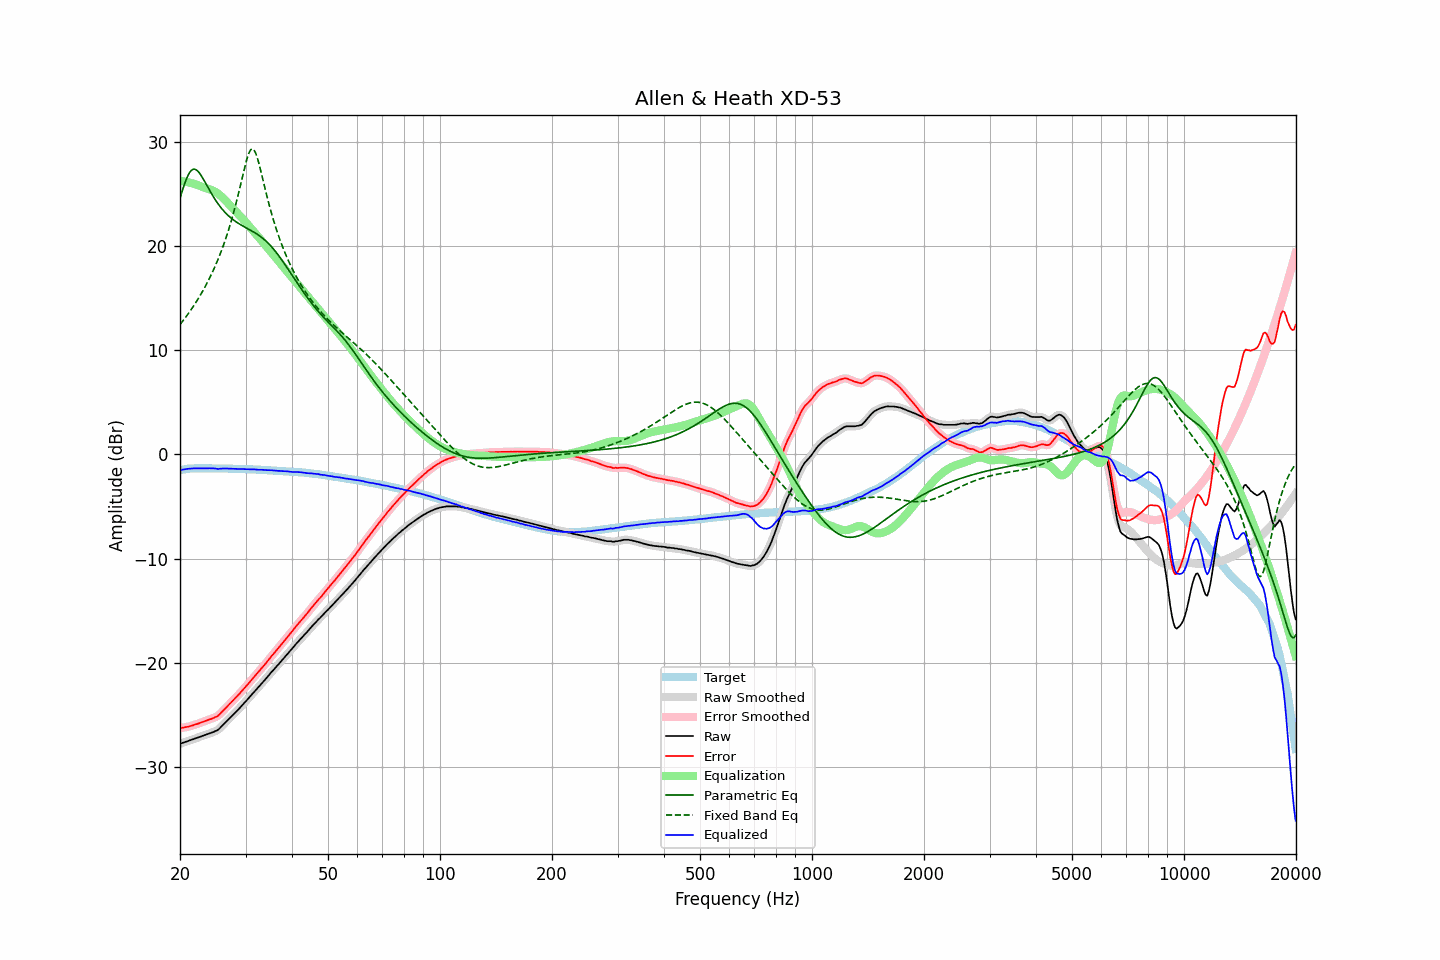 Allen & Heath XD-53
30
20
10
0
−10
−20
−30
Amplitude (dBr)
Target
Raw Smoothed
Error Smoothed
Raw
Error
Equalization
Parametric Eq
Fixed Band Eq
Equalized
20 50 100 200 500 1000 2000 5000 10000 20000
Frequency (Hz)